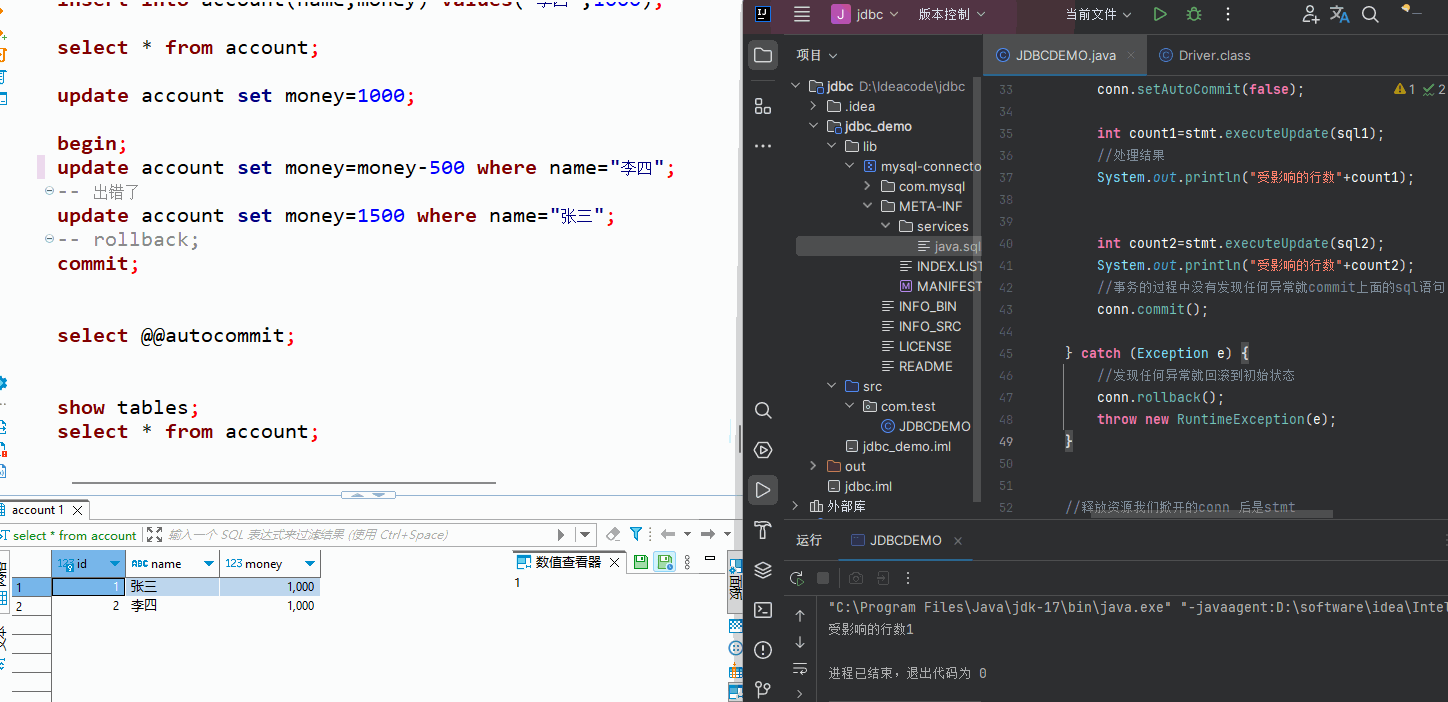 insert into account(name,money) values("李四",1000);
select * from account;
update account set money=1000;
begin;
update account set money=money-500 where name="李四";
-- 出错了
update account set money=1500 where name="张三";
-- rollback;
commit;
select @@autocommit;
show tables;
select * from account;
account 1
select * from account
输入一个 SQL 表达式来过滤结果 (使用 Ctrl+Space)
123 id
ABC name
123 money
1 1 张三 1,000
2 2 李四 1,000
数值查看器
1
J jdbc
版本控制
当前文件
项目
jdbc D:\Ideacode\jdbc
.idea
jdbc_demo
lib
mysql-connecto
com.mysql
META-INF
services
java.sql
INDEX.LIST
MANIFEST
INFO_BIN
INFO_SRC
LICENSE
README
src
com.test
JDBCDEMO
jdbc_demo.iml
out
jdbc.iml
外部库
JDBCDEMO.java
Driver.class
1 2
33 conn.setAutoCommit(false);
34
35 int count1=stmt.executeUpdate(sql1);
36 //处理结果
37 System.out.println("受影响的行数"+count1);
38
39
40 int count2=stmt.executeUpdate(sql2);
41 System.out.println("受影响的行数"+count2);
42 //事务的过程中没有发现任何异常就commit上面的sql语句
43 conn.commit();
44
45 } catch (Exception e) {
46 //发现任何异常就回滚到初始状态
47 conn.rollback();
48 throw new RuntimeException(e);
49 }
50
51
52 //释放资源我们掀开的conn 后是stmt
运行
JDBCDEMO
"C:\Program Files\Java\jdk-17\bin\java.exe" "-javaagent:D:\software\idea\Inte
受影响的行数1
进程已结束，退出代码为 0